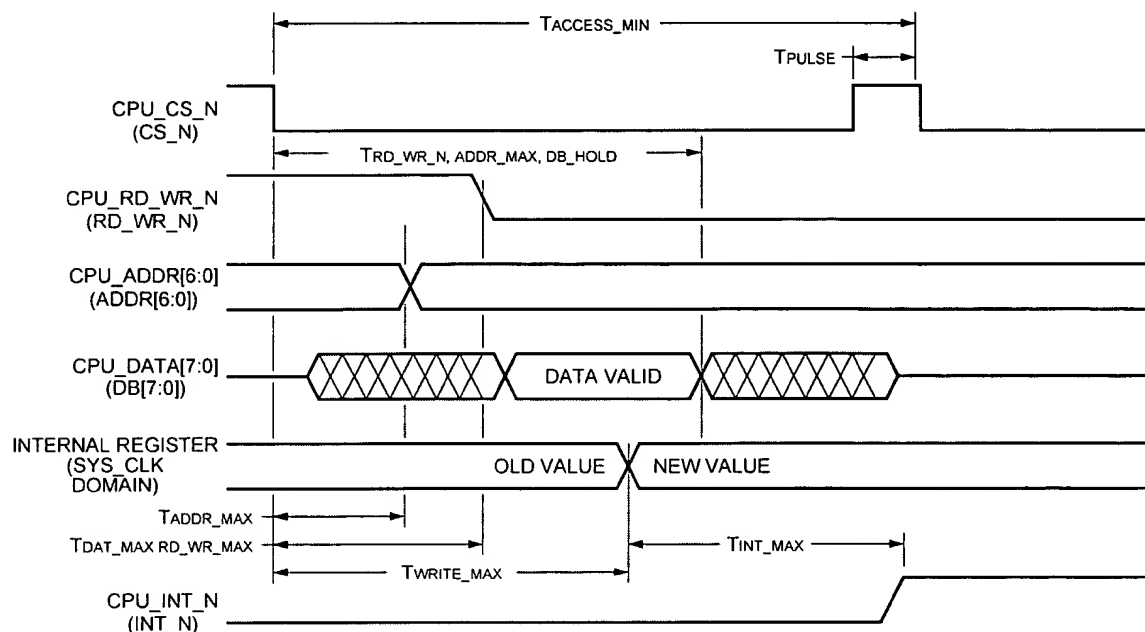 TACCESS_MIN
TPULSE
CPU_CS_N
(CS_N)
TRD_WR_N, ADDR_MAX, DB_HOLD
CPU_RD_WR_N
(RD_WR_N)
CPU_ADDR[6:0]
(ADDR[6:0])
CPU_DATA[7:0]
(DB[7:0])
DATA VALID
INTERNAL REGISTER
(SYS_CLK
DOMAIN)
OLD VALUE
NEW VALUE
TADDR_MAX
TDAT_MAX RD_WR_MAX
TINT_MAX
TWRITE_MAX
CPU_INT_N
(INT_N)